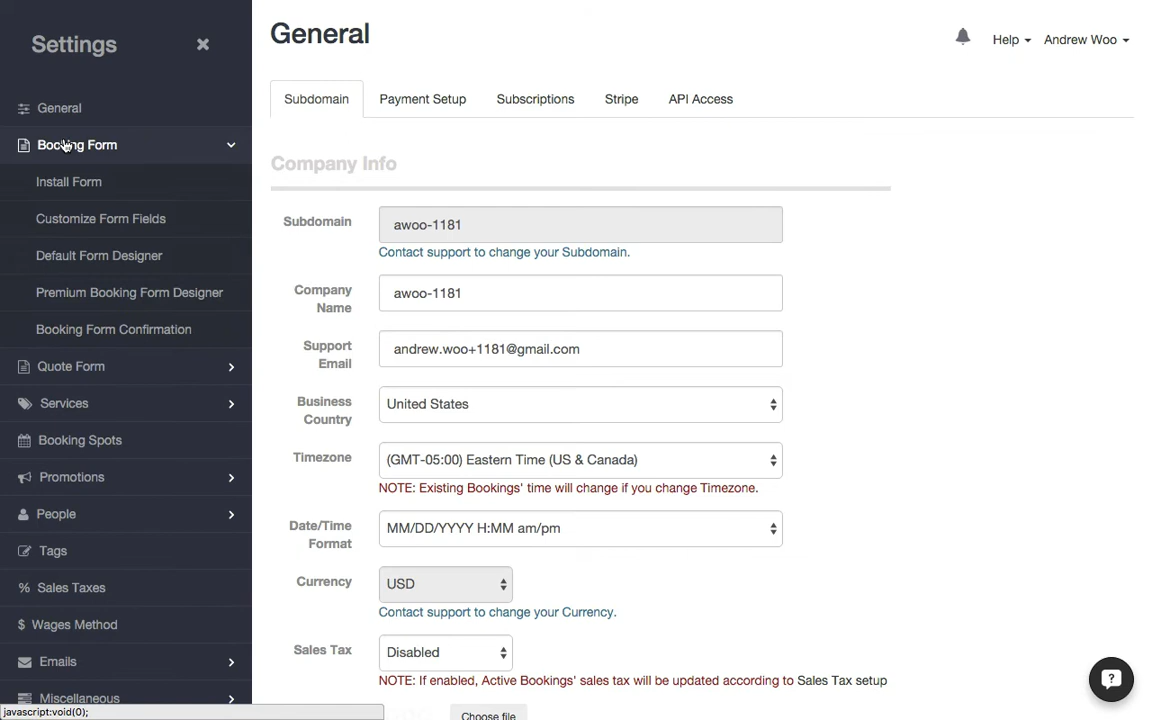 Settings
General
Booking Form
Install Form
Customize Form Fields
Default Form Designer
Premium Booking Form Designer
Booking Form Confirmation
Quote Form
Services
Booking Spots
Promotions
People
Tags
% Sales Taxes
$ Wages Method
Emails
Miscellaneous
javascript:void(0);
General
Help
Andrew Woo
Subdomain
Payment Setup
Subscriptions
Stripe
API Access
Company Info
Subdomain
awoo-1181
Contact support to change your Subdomain.
Company
Name
awoo-1181
Support
Email
andrew.woo+1181@gmail.com
Business
Country
United States
Timezone
(GMT-05:00) Eastern Time (US & Canada)
NOTE: Existing Bookings' time will change if you change Timezone.
Date/Time
Format
MM/DD/YYYY H:MM am/pm
Currency
USD
Contact support to change your Currency.
Sales Tax
Disabled
NOTE: If enabled, Active Bookings' sales tax will be updated according to Sales Tax setup
Choose file